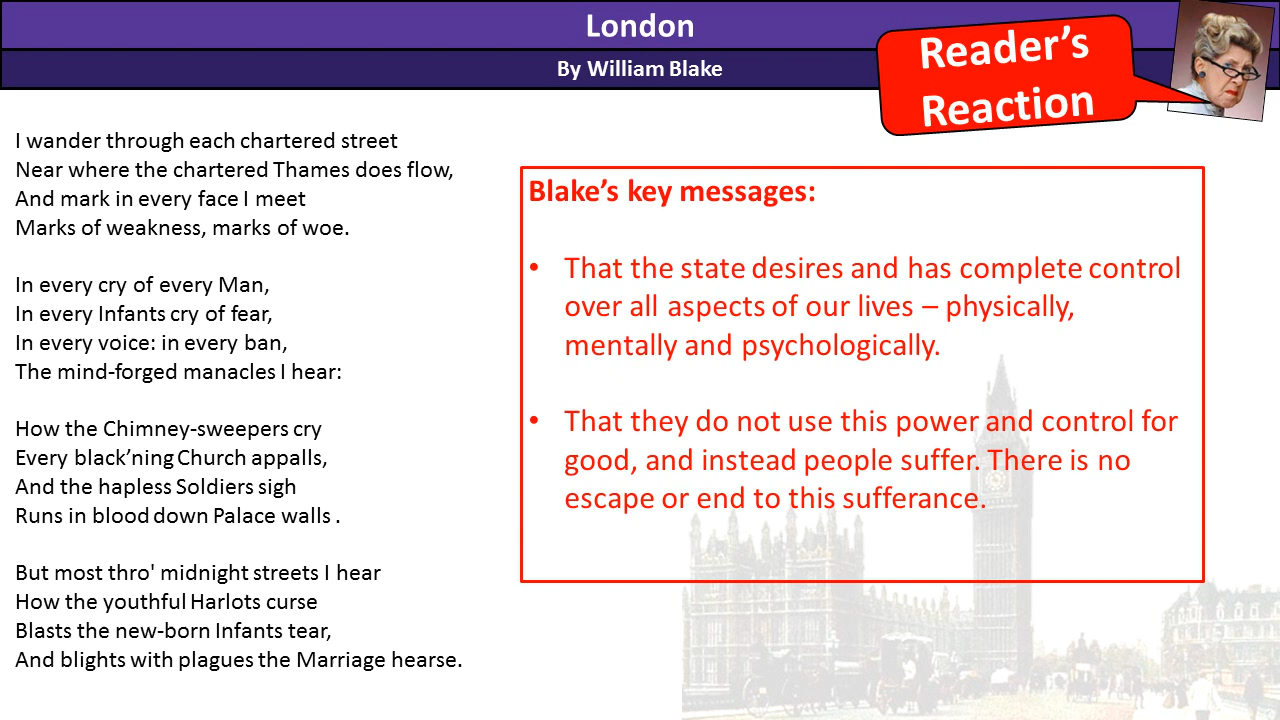 London
By William Blake
Reader’s
Reaction
I wander through each chartered street
Near where the chartered Thames does flow,
And mark in every face I meet
Marks of weakness, marks of woe.
In every cry of every Man,
In every Infants cry of fear,
In every voice: in every ban,
The mind-forged manacles I hear:
How the Chimney-sweepers cry
Every black’ning Church appalls,
And the hapless Soldiers sigh
Runs in blood down Palace walls .
But most thro' midnight streets I hear
How the youthful Harlots curse
Blasts the new-born Infants tear,
And blights with plagues the Marriage hearse.
Blake’s key messages:
• That the state desires and has complete control
over all aspects of our lives – physically,
mentally and psychologically.
• That they do not use this power and control for
good, and instead people suffer. There is no
escape or end to this sufferance.